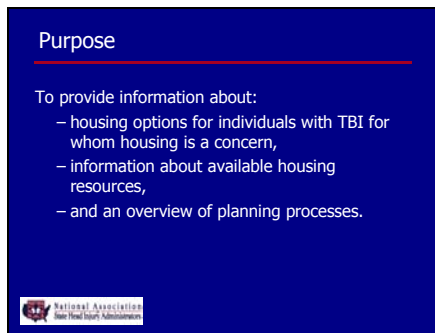 Purpose
To provide information about:
– housing options for individuals with TBI for
whom housing is a concern,
– information about available housing
resources,
– and an overview of planning processes.
National Association
State Head Injury Administrators